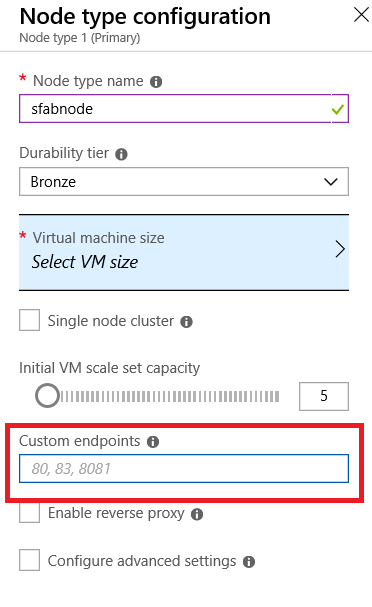 Node type configuration
Node type 1 (Primary)
* Node type name
sfabnode
Durability tier
Bronze
* Virtual machine size
Select VM size
Single node cluster
Initial VM scale set capacity
5
Custom endpoints
80, 83, 8081
Enable reverse proxy
Configure advanced settings